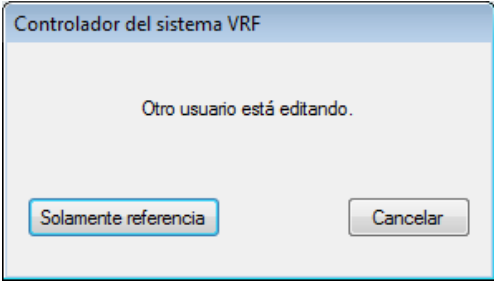 Controlador del sistema VRF
Otro usuario está editando.
Solamente referencia
Cancelar